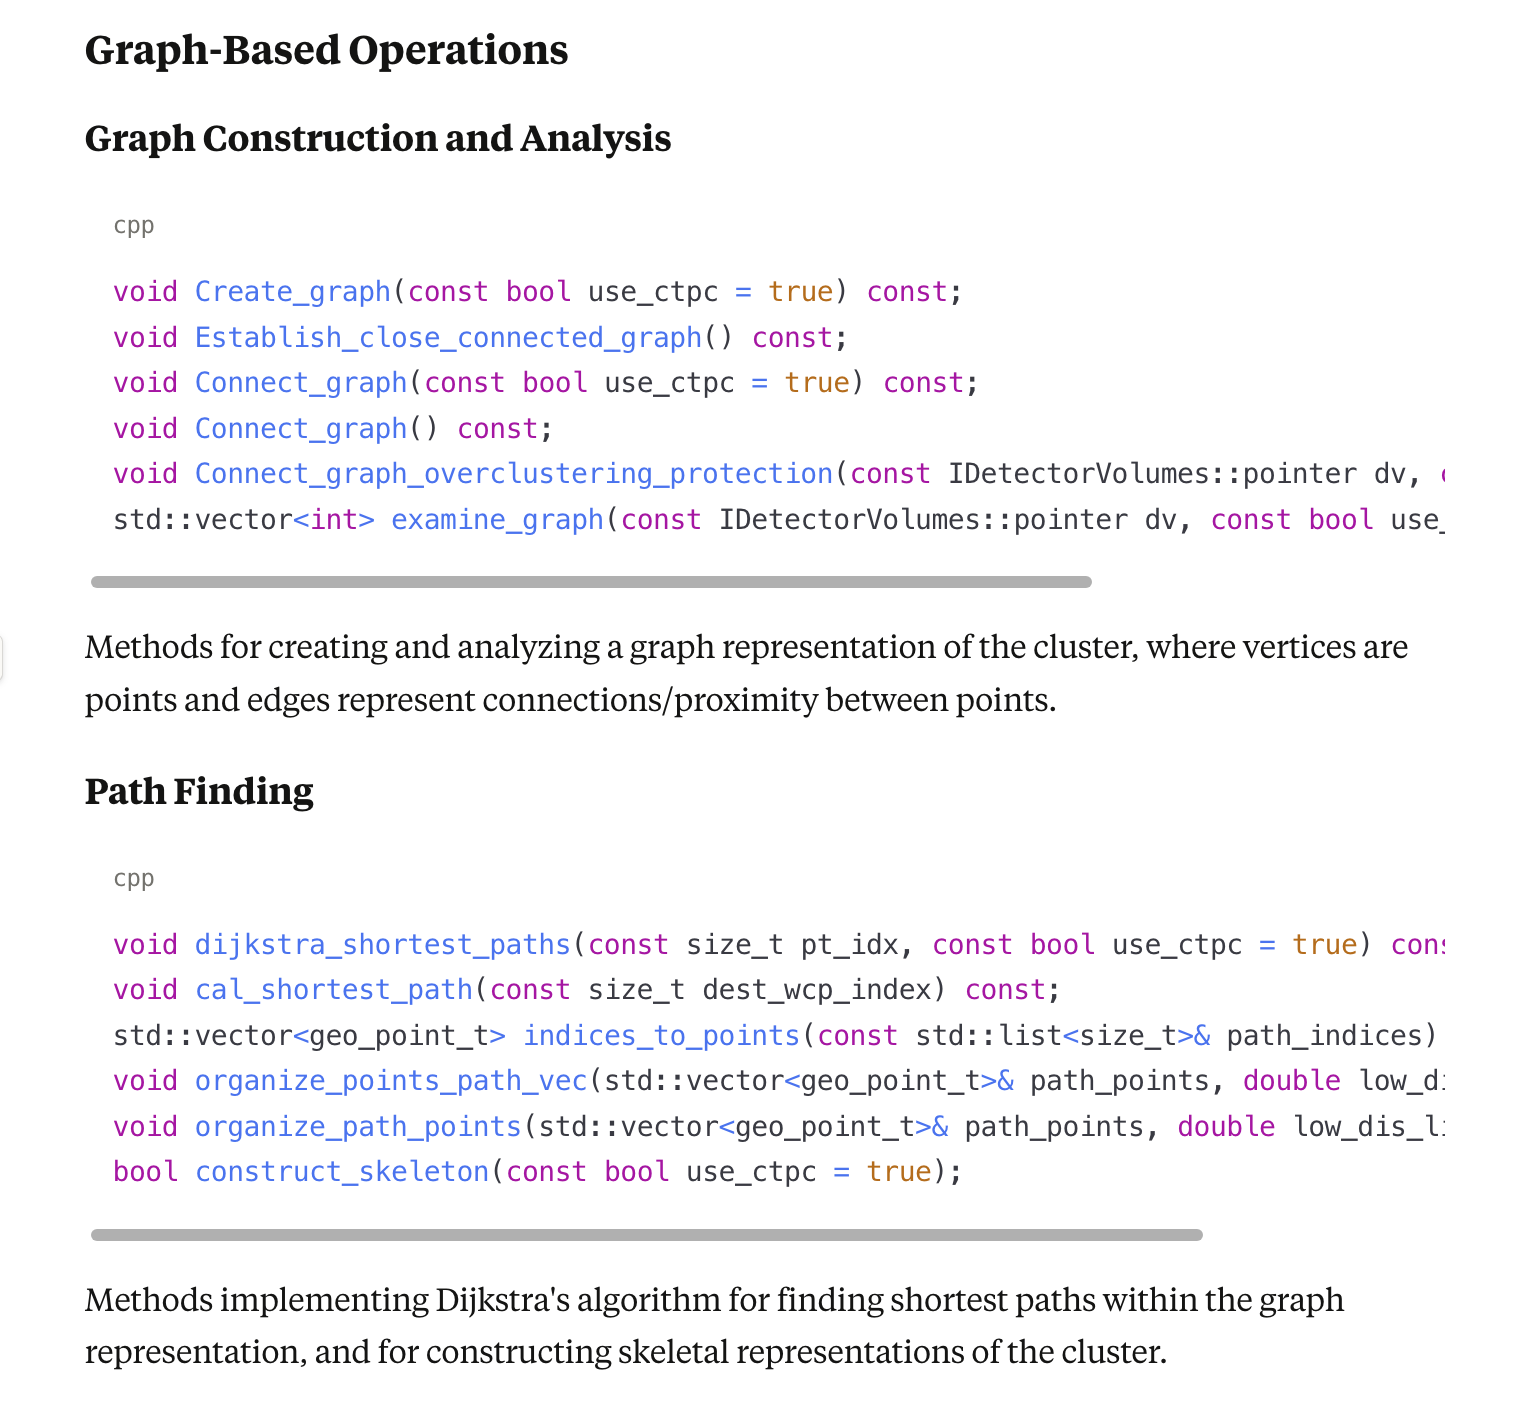 Graph-Based Operations
Graph Construction and Analysis
cpp
void Create_graph(const bool use_ctpc = true) const;
void Establish_close_connected_graph() const;
void Connect_graph(const bool use_ctpc = true) const;
void Connect_graph() const;
void Connect_graph_overclustering_protection(const IDetectorVolumes::pointer dv,
std::vector<int> examine_graph(const IDetectorVolumes::pointer dv, const bool use_
Methods for creating and analyzing a graph representation of the cluster, where vertices are
points and edges represent connections/proximity between points.
Path Finding
cpp
void dijkstra_shortest_paths(const size_t pt_idx, const bool use_ctpc = true) cons
void cal_shortest_path(const size_t dest_wcp_index) const;
std::vector<geo_point_t> indices_to_points(const std::list<size_t>& path_indices)
void organize_points_path_vec(std::vector<geo_point_t>& path_points, double low_di
void organize_path_points(std::vector<geo_point_t>& path_points, double low_dis_li
bool construct_skeleton(const bool use_ctpc = true);
Methods implementing Dijkstra's algorithm for finding shortest paths within the graph
representation, and for constructing skeletal representations of the cluster.